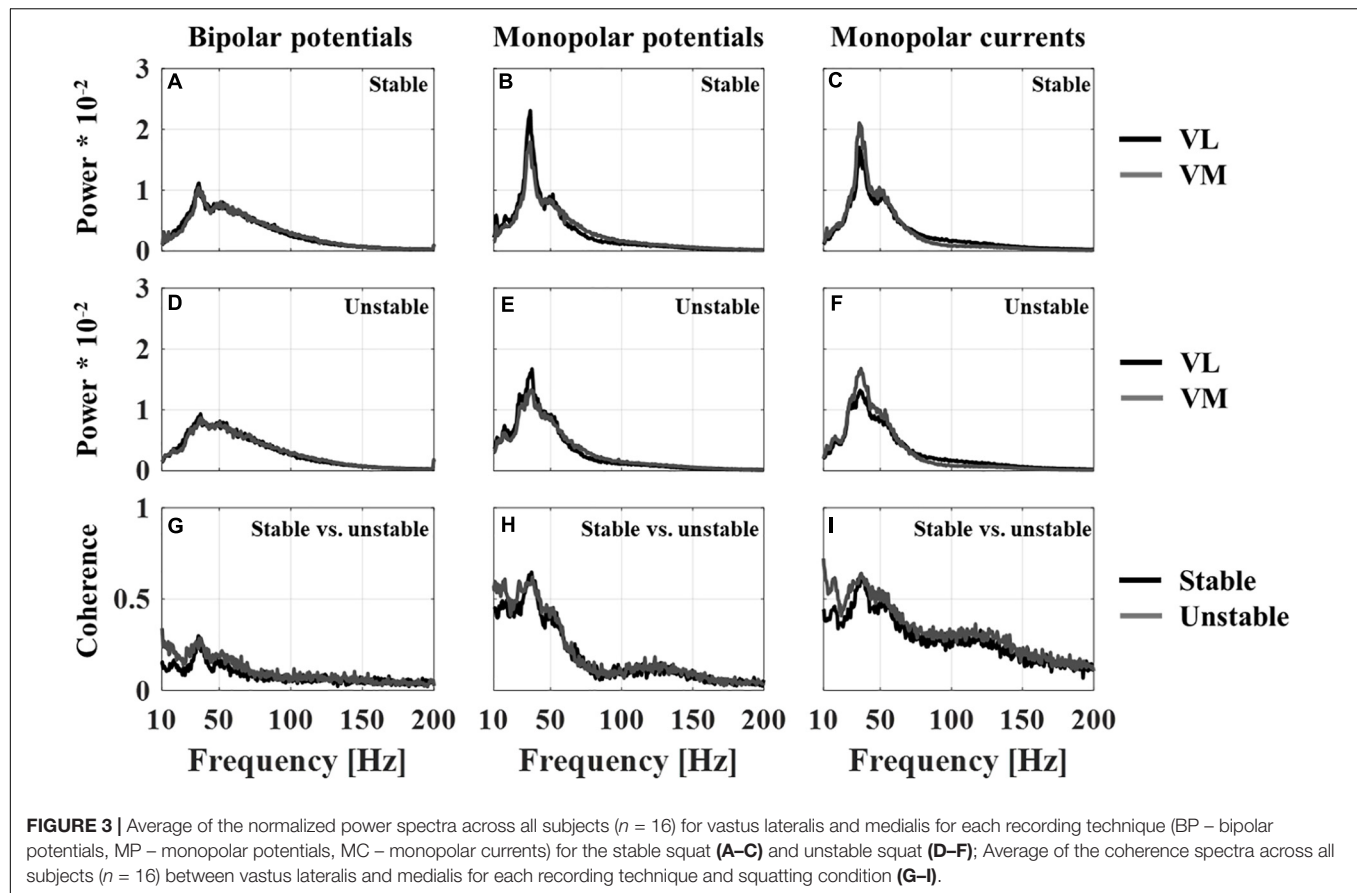 Bipolar potentials Monopolar potentials Monopolar currents
Power * 10-2
3
2
1
0
A Stable
B Stable
C Stable
VL
VM
Power * 10-2
3
2
1
0
D Unstable
E Unstable
F Unstable
VL
VM
Coherence
1
0.5
0
G Stable vs. unstable
H Stable vs. unstable
I Stable vs. unstable
Stable
Unstable
10 50 100 150 200
10 50 100 150 200
10 50 100 150 200
Frequency [Hz] Frequency [Hz] Frequency [Hz]
FIGURE 3 | Average of the normalized power spectra across all subjects (n = 16) for vastus lateralis and medialis for each recording technique (BP – bipolar
potentials, MP – monopolar potentials, MC – monopolar currents) for the stable squat (A–C) and unstable squat (D–F); Average of the coherence spectra across all
subjects (n = 16) between vastus lateralis and medialis for each recording technique and squatting condition (G–I).